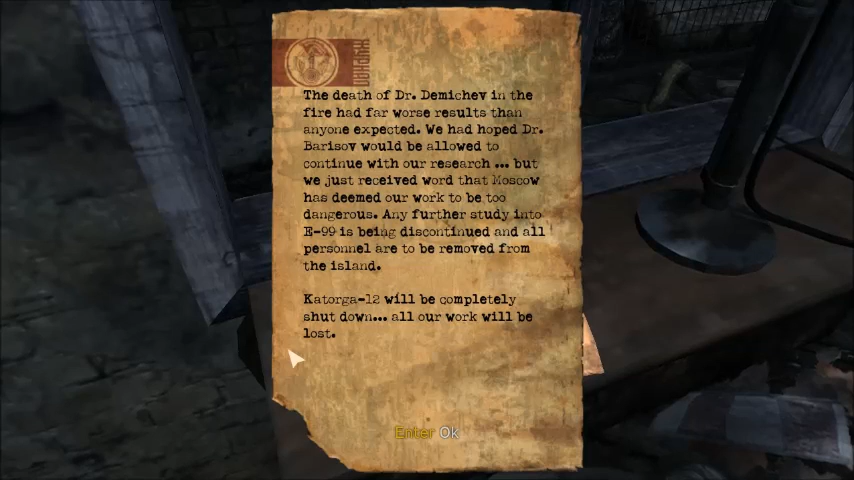 The death of Dr. Demichev in the
fire had far worse results than
anyone expected. We had hoped Dr.
Barisov would be allowed to
continue with our research ... but
we just received word that Moscow
has deemed our work to be too
dangerous. Any further study into
E-99 is being discontinued and all
personnel are to be removed from
the island.
Katorga-12 will be completely
shut down... all our work will be
lost.
Enter Ok